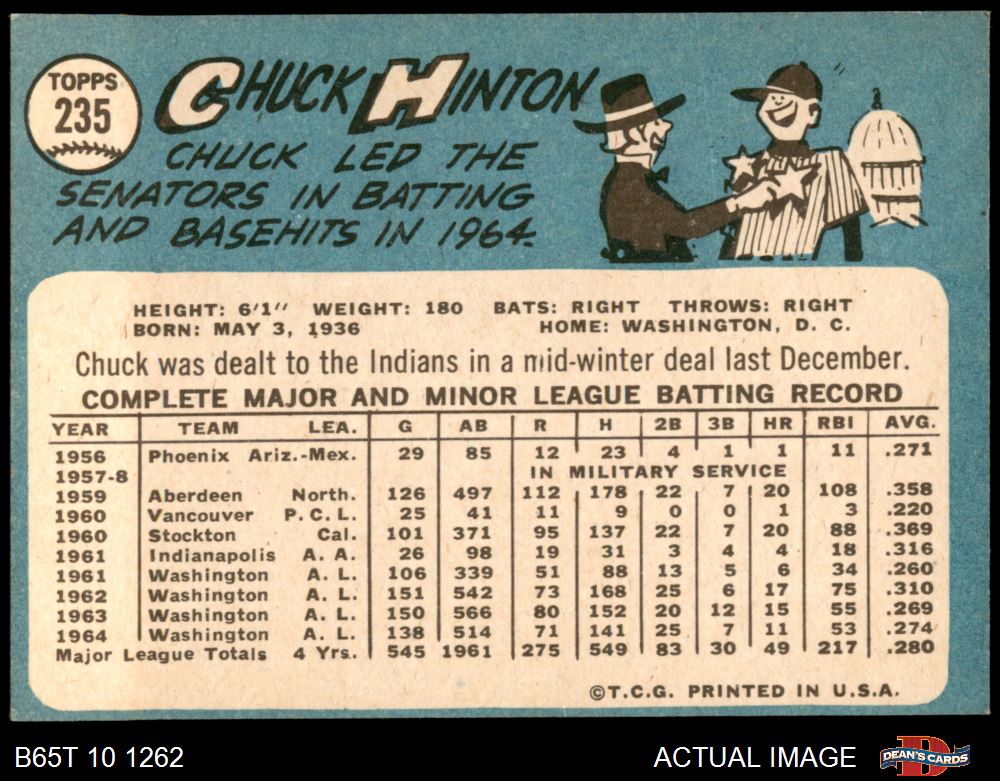 TOPPS
235
CHUCK HINTON
CHUCK LED THE
SENATORS IN BATTING
AND BASEHITS IN 1964.
HEIGHT: 6'1" WEIGHT: 180 BATS: RIGHT THROWS: RIGHT
BORN: MAY 3, 1936 HOME: WASHINGTON, D. C.
Chuck was dealt to the Indians in a mid-winter deal last December.
COMPLETE MAJOR AND MINOR LEAGUE BATTING RECORD
YEAR TEAM LEA. G AB R H 2B 3B HR RBI AVG.
1956 Phoenix Ariz.-Mex. 29 85 12 23 4 1 1 11 .271
1957-8 IN MILITARY SERVICE
1959 Aberdeen North. 126 497 112 178 22 7 20 108 .358
1960 Vancouver P.C.L. 25 41 11 9 0 0 1 3 .220
1960 Stockton Cal. 101 371 95 137 22 7 20 88 .369
1961 Indianapolis A. A. 26 98 19 31 3 4 4 18 .316
1961 Washington A. L. 106 339 51 88 13 5 6 34 .260
1962 Washington A. L. 151 542 73 168 25 6 17 75 .310
1963 Washington A. L. 150 566 80 152 20 12 15 55 .269
1964 Washington A. L. 138 514 71 141 25 7 11 53 .274
Major League Totals 4 Yrs.. 545 1961 275 549 83 30 49 217 .280
©T.C.G. PRINTED IN U.S.A.
B65T 10 1262 ACTUAL IMAGE DEAN'S CARDS